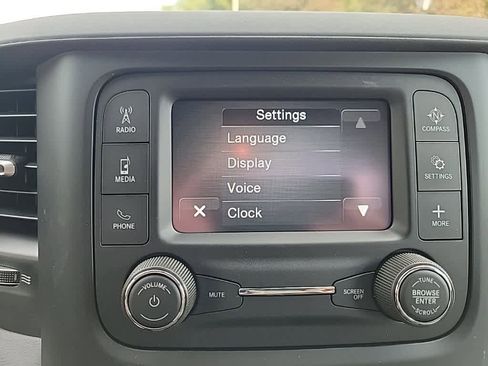 Settings
Language
Display
Voice
Clock
RADIO
MEDIA
PHONE
COMPASS
SETTINGS
MORE
VOLUME
MUTE
SCREEN
OFF
TUNE
BROWSE
ENTER
SCROLL